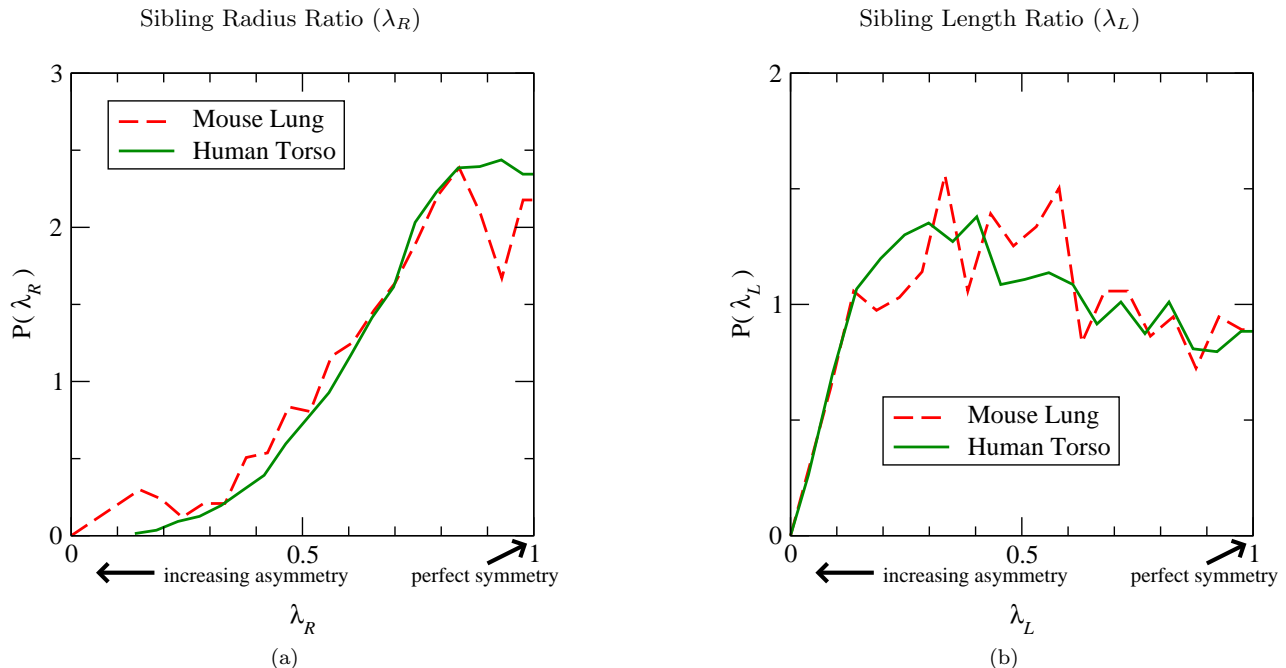 Sibling Radius Ratio (λ_R)
3
2
1
0
P( λ_R )
Mouse Lung
Human Torso
0 0.5 1
increasing asymmetry perfect symmetry
λ_R
(a)
Sibling Length Ratio (λ_L)
2
1
0
P( λ_L )
Mouse Lung
Human Torso
0 0.5 1
increasing asymmetry perfect symmetry
λ_L
(b)